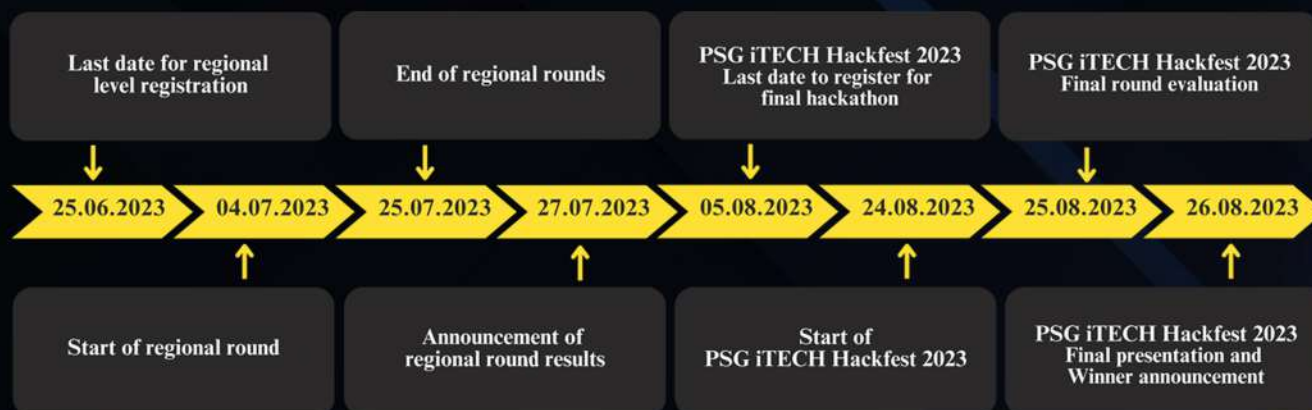 Last date for regional
level registration
End of regional rounds
PSG iTECH Hackfest 2023
Last date to register for
final hackathon
PSG iTECH Hackfest 2023
Final round evaluation
25.06.2023
04.07.2023
25.07.2023
27.07.2023
05.08.2023
24.08.2023
25.08.2023
26.08.2023
Start of regional round
Announcement of
regional round results
Start of
PSG iTECH Hackfest 2023
PSG iTECH Hackfest 2023
Final presentation and
Winner announcement